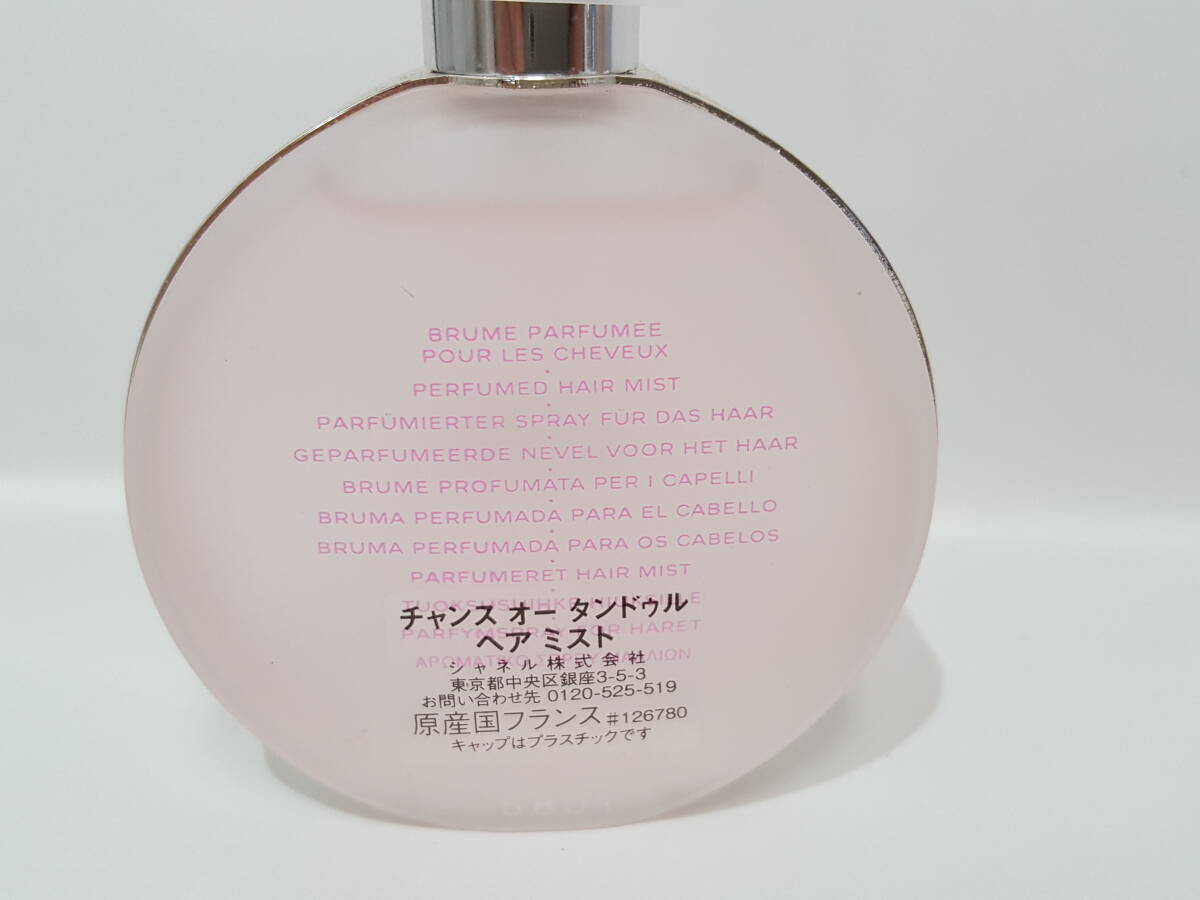 BRUME PARFUMÉE
POUR LES CHEVEUX
PERFUMED HAIR MIST
PARFÜMIERTER SPRAY FÜR DAS HAAR
GEPARFUMEERDE NEVEL VOOR HET HAAR
BRUME PROFUMATA PER I CAPELLI
BRUMA PERFUMADA PARA EL CABELLO
BRUMA PERFUMADA PARA OS CABELOS
PARFUMERET HAIR MIST
チャンス オー タンドゥル
ヘア ミスト
PARFYMSPRAY FÖR HÅRET
シャネル株式会社
東京都中央区銀座3-5-3
お問い合わせ先 0120-525-519
原産国フランス #126780
キャップはプラスチックです